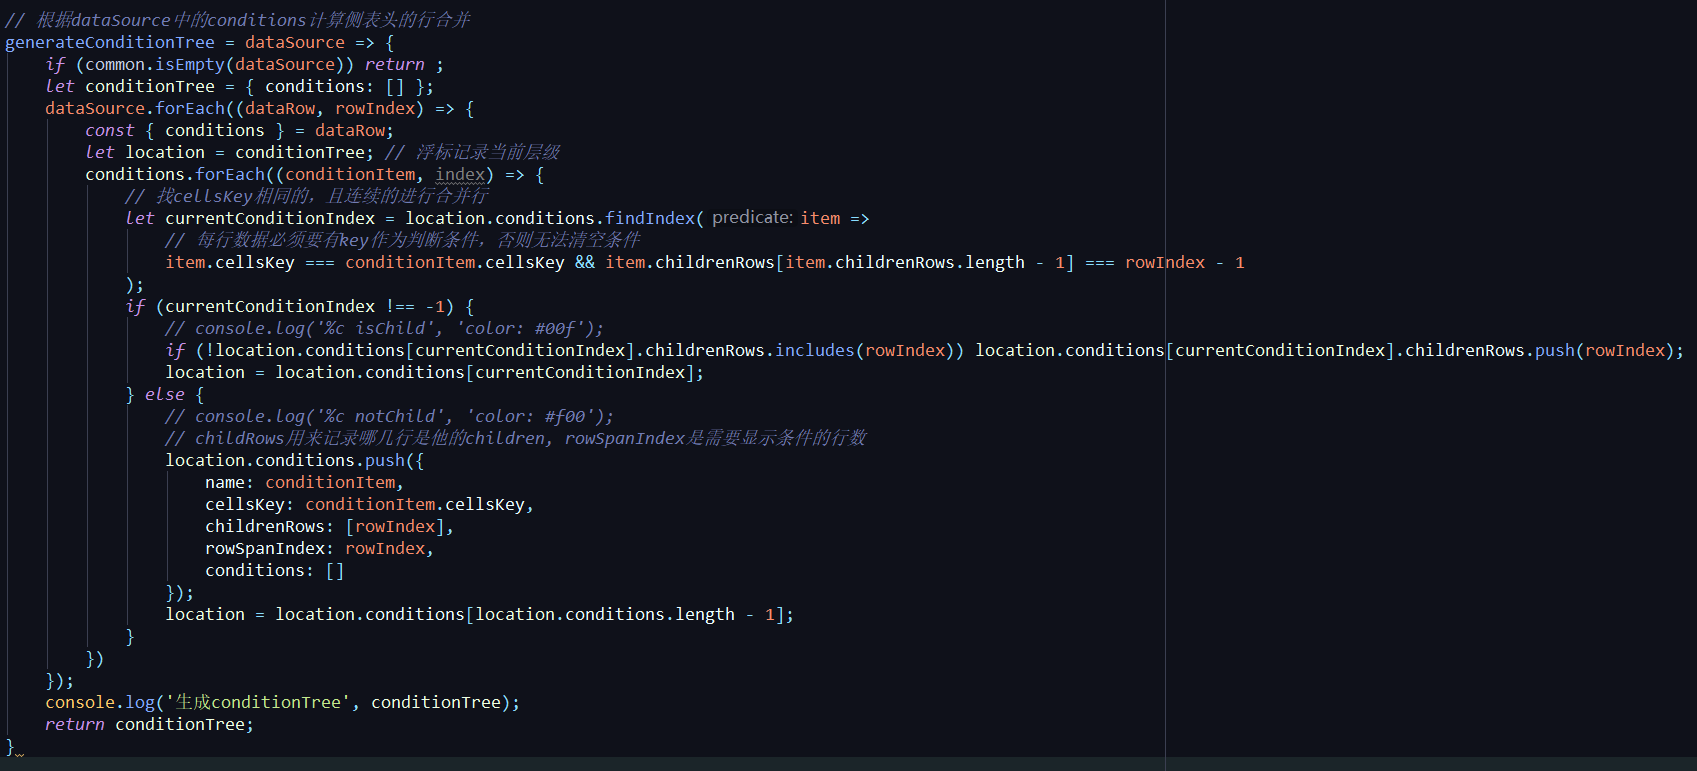 // 根据dataSource中的conditions计算侧表头的行合并
generateConditionTree = dataSource => {
    if (common.isEmpty(dataSource)) return ;
    let conditionTree = { conditions: [] };
    dataSource.forEach((dataRow, rowIndex) => {
        const { conditions } = dataRow;
        let location = conditionTree; // 浮标记录当前层级
        conditions.forEach((conditionItem, index) => {
            // 找cellsKey相同的，且连续的进行合并行
            let currentConditionIndex = location.conditions.findIndex( predicate: item =>
                // 每行数据必须要有key作为判断条件，否则无法清空条件
                item.cellsKey === conditionItem.cellsKey && item.childrenRows[item.childrenRows.length - 1] === rowIndex - 1
            );
            if (currentConditionIndex !== -1) {
                // console.log('%c isChild', 'color: #00f');
                if (!location.conditions[currentConditionIndex].childrenRows.includes(rowIndex)) location.conditions[currentConditionIndex].childrenRows.push(rowIndex);
                location = location.conditions[currentConditionIndex];
            } else {
                // console.log('%c notChild', 'color: #f00');
                // childRows用来记录哪几行是他的children, rowSpanIndex是需要显示条件的行数
                location.conditions.push({
                    name: conditionItem,
                    cellsKey: conditionItem.cellsKey,
                    childrenRows: [rowIndex],
                    rowSpanIndex: rowIndex,
                    conditions: []
                });
                location = location.conditions[location.conditions.length - 1];
            }
        })
    });
    console.log('生成conditionTree', conditionTree);
    return conditionTree;
}